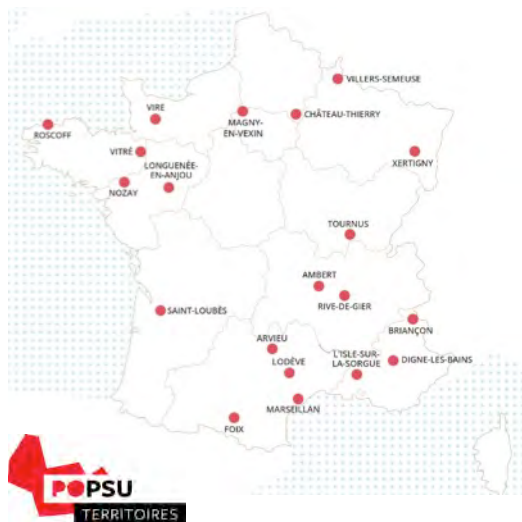 VILLERS-SEMEUSE
VIRE
MAGNY-
EN-VEXIN
CHÂTEAU-THIERRY
ROSCOFF
VITRÉ
LONGUENÉE-
EN-ANJOU
XERTIGNY
NOZAY
TOURNUS
AMBERT
RIVE-DE-GIER
SAINT-LOUBÈS
BRIANÇON
ARVIEU
L'ISLE-SUR-
LA-SORGUE
DIGNE-LES-BAINS
LODÈVE
MARSEILLAN
FOIX
POPSU
TERRITOIRES